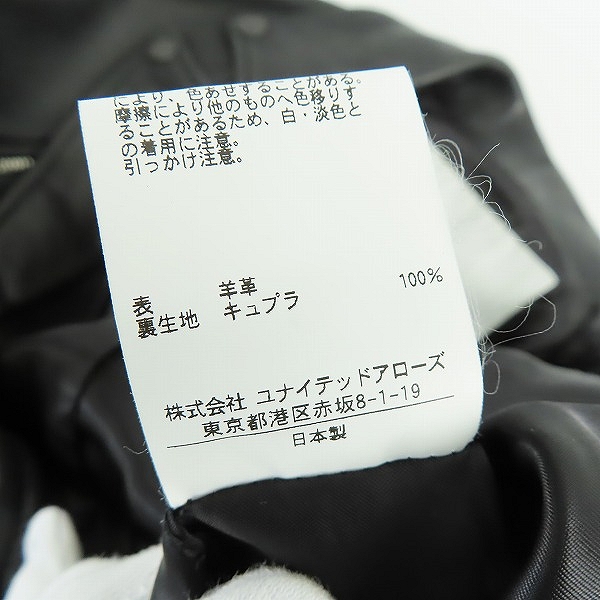 により、色あせすることがある。
摩擦により他のものへ色移りす
ることがあるため、白・淡色と
の着用に注意。
引っかけ注意。
表 羊革
裏生地 キュプラ 100%
株式会社 ユナイテッドアローズ
東京都港区赤坂8-1-19
日本製